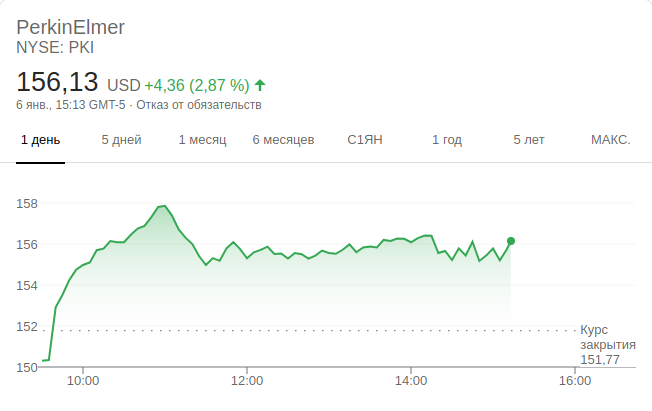 PerkinElmer
NYSE: PKI
156,13 USD +4,36 (2,87 %)
6 янв., 15:13 GMT-5 · Отказ от обязательств
1 день 5 дней 1 месяц 6 месяцев С1ЯН 1 год 5 лет МАКС.
158
156
154
152
Курс
закрытия
151,77
150
10:00 12:00 14:00 16:00